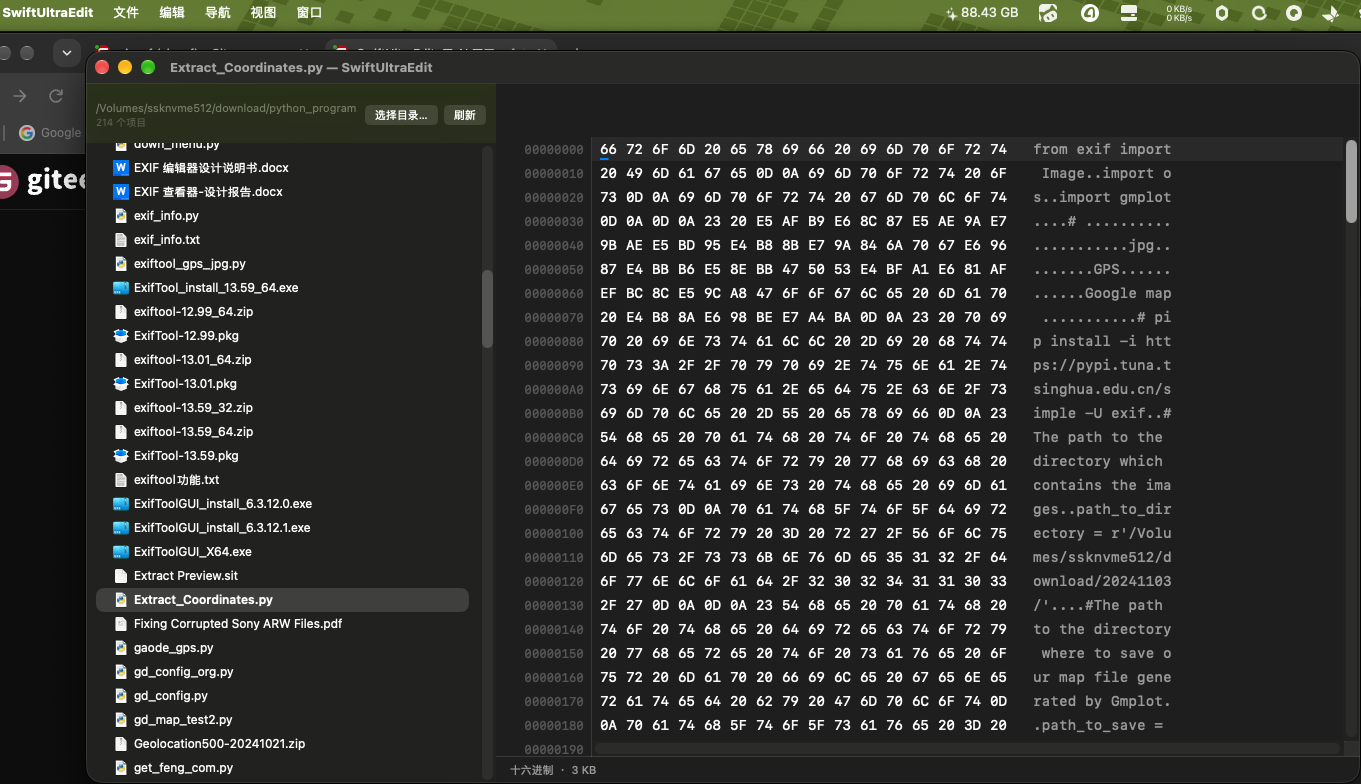 SwiftUltraEdit 文件 编辑 导航 视图 窗口 88.43 GB 0 KB/s 0 KB/s
Extract_Coordinates.py — SwiftUltraEdit
/Volumes/ssknvme512/download/python_program 选择目录... 刷新
214 个项目
Google
gitee
down_menu.py
EXIF 编辑器设计说明书.docx
EXIF 查看器-设计报告.docx
exif_info.py
exif_info.txt
exiftool_gps_jpg.py
ExifTool_install_13.59_64.exe
exiftool-12.99_64.zip
ExifTool-12.99.pkg
exiftool-13.01_64.zip
ExifTool-13.01.pkg
exiftool-13.59_32.zip
exiftool-13.59_64.zip
ExifTool-13.59.pkg
exiftool功能.txt
ExifToolGUI_install_6.3.12.0.exe
ExifToolGUI_install_6.3.12.1.exe
ExifToolGUI_X64.exe
Extract Preview.sit
Extract_Coordinates.py
Fixing Corrupted Sony ARW Files.pdf
gaode_gps.py
gd_config_org.py
gd_config.py
gd_map_test2.py
Geolocation500-20241021.zip
get_feng_com.py
00000000 66 72 6F 6D 20 65 78 69 66 20 69 6D 70 6F 72 74 from exif import
00000010 20 49 6D 61 67 65 0D 0A 69 6D 70 6F 72 74 20 6F Image..import o
00000020 73 0D 0A 69 6D 70 6F 72 74 20 67 6D 70 6C 6F 74 s..import gmplot
00000030 0D 0A 0D 0A 23 20 E5 AF B9 E6 8C 87 E5 AE 9A E7 ....# ..........
00000040 9B AE E5 BD 95 E4 B8 8B E7 9A 84 6A 70 67 E6 96 ...........jpg..
00000050 87 E4 BB B6 E5 8E BB 47 50 53 E4 BF A1 E6 81 AF .......GPS......
00000060 EF BC 8C E5 9C A8 47 6F 6F 67 6C 65 20 6D 61 70 ......Google map
00000070 20 E4 B8 8A E6 98 BE E7 A4 BA 0D 0A 23 20 70 69 ...........# pi
00000080 70 20 69 6E 73 74 61 6C 6C 20 2D 69 20 68 74 74 p install -i htt
00000090 70 73 3A 2F 2F 70 79 70 69 2E 74 75 6E 61 2E 74 ps://pypi.tuna.t
000000A0 73 69 6E 67 68 75 61 2E 65 64 75 2E 63 6E 2F 73 singhua.edu.cn/s
000000B0 69 6D 70 6C 65 20 2D 55 20 65 78 69 66 0D 0A 23 imple -U exif..#
000000C0 54 68 65 20 70 61 74 68 20 74 6F 20 74 68 65 20 The path to the
000000D0 64 69 72 65 63 74 6F 72 79 20 77 68 69 63 68 20 directory which
000000E0 63 6F 6E 74 61 69 6E 73 20 74 68 65 20 69 6D 61 contains the ima
000000F0 67 65 73 0D 0A 70 61 74 68 5F 74 6F 5F 64 69 72 ges..path_to_dir
00000100 65 63 74 6F 72 79 20 3D 20 72 27 2F 56 6F 6C 75 ectory = r'/Volu
00000110 6D 65 73 2F 73 73 6B 6E 76 6D 65 35 31 32 2F 64 mes/ssknvme512/d
00000120 6F 77 6E 6C 6F 61 64 2F 32 30 32 34 31 31 30 33 ownload/20241103
00000130 2F 27 0D 0A 0D 0A 23 54 68 65 20 70 61 74 68 20 /'....#The path
00000140 74 6F 20 74 68 65 20 64 69 72 65 63 74 6F 72 79 to the directory
00000150 20 77 68 65 72 65 20 74 6F 20 73 61 76 65 20 6F where to save o
00000160 75 72 20 6D 61 70 20 66 69 6C 65 20 67 65 6E 65 ur map file gene
00000170 72 61 74 65 64 20 62 79 20 47 6D 70 6C 6F 74 0D rated by Gmplot.
00000180 0A 70 61 74 68 5F 74 6F 5F 73 61 76 65 20 3D 20 .path_to_save =
00000190
十六进制 · 3 KB